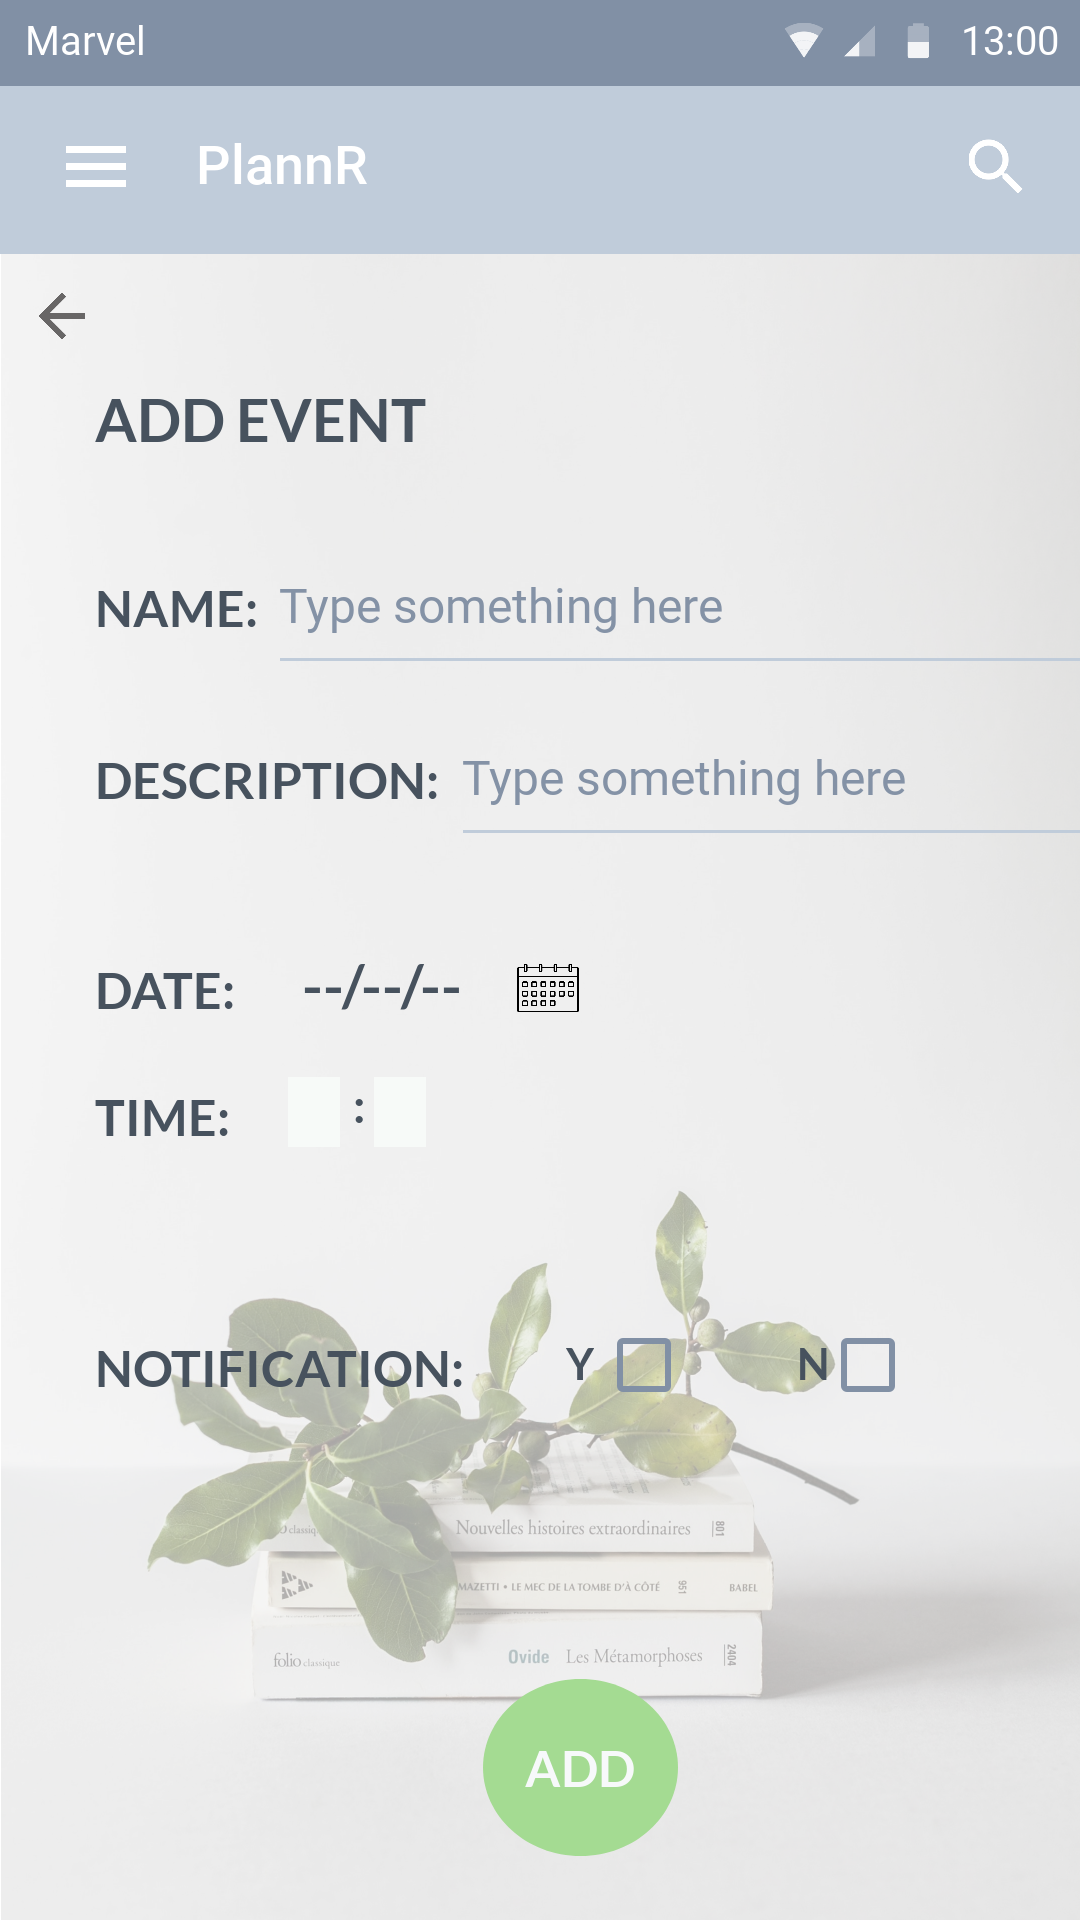 Marvel 13:00
PlannR
ADD EVENT
NAME: Type something here
DESCRIPTION: Type something here
DATE: --/--/--
TIME: :
NOTIFICATION: Y N
classiq
Nouvelles histoires extraordinaires 801
MAZETTI • LE MEC DE LA TOMBE D'À CÔTÉ 951 BABEL
folio classique Ovide Les Métamorphoses 2404
ADD